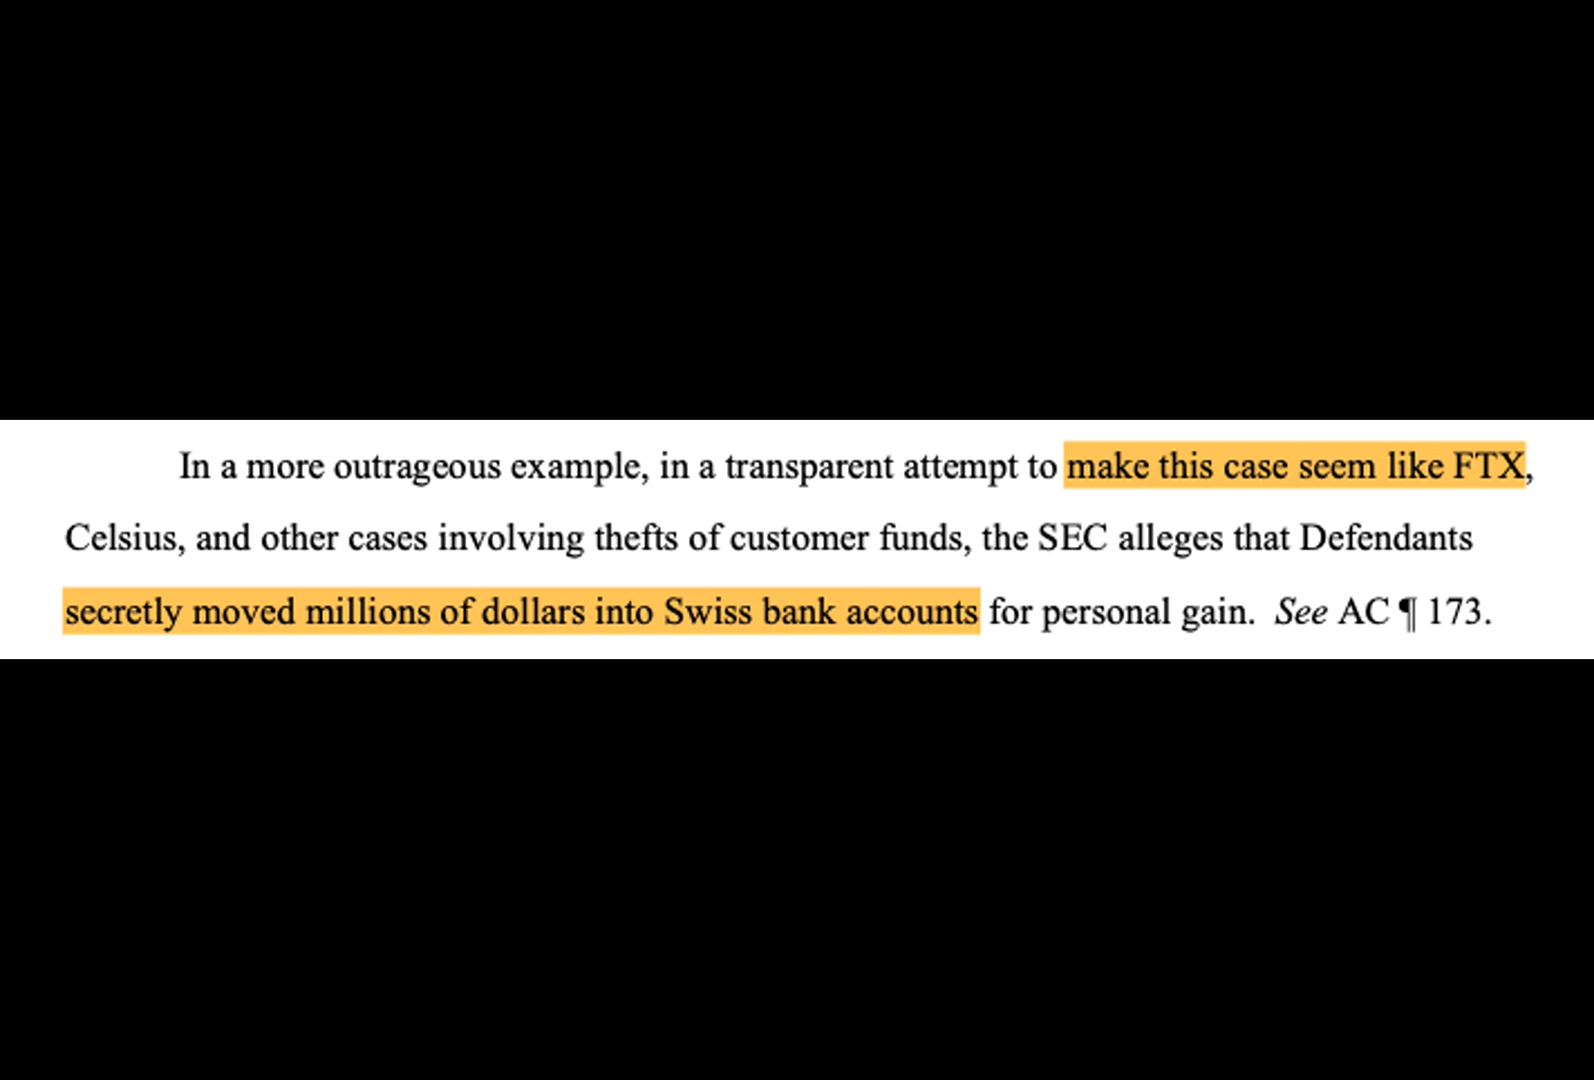 In a more outrageous example, in a transparent attempt to make this case seem like FTX,
Celsius, and other cases involving thefts of customer funds, the SEC alleges that Defendants
secretly moved millions of dollars into Swiss bank accounts for personal gain. See AC ¶ 173.